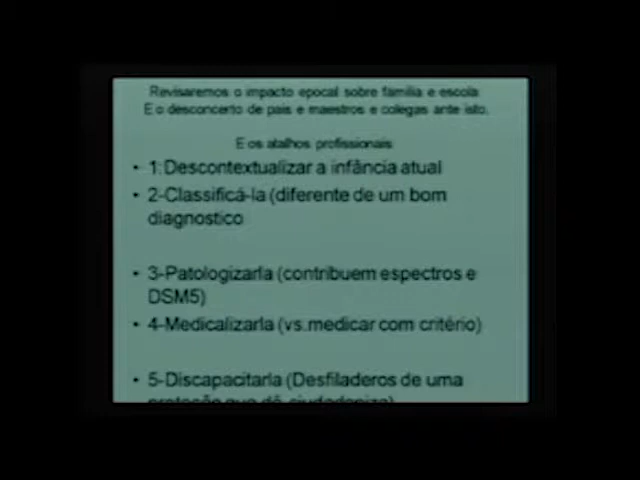 Revisaremos o impacto epocal sobre familia e escola
E o desconcerto de pais e maestros e colegas ante isto.
E os atalhos profissionais
• 1:Descontextualizar a infância atual
• 2-Classificá-la (diferente de um bom
diagnostico
• 3-Patologizarla (contribuem espectros e
DSM5)
• 4-Medicalizarla (vs.medicar com critério)
• 5-Discapacitarla (Desfiladeros de uma